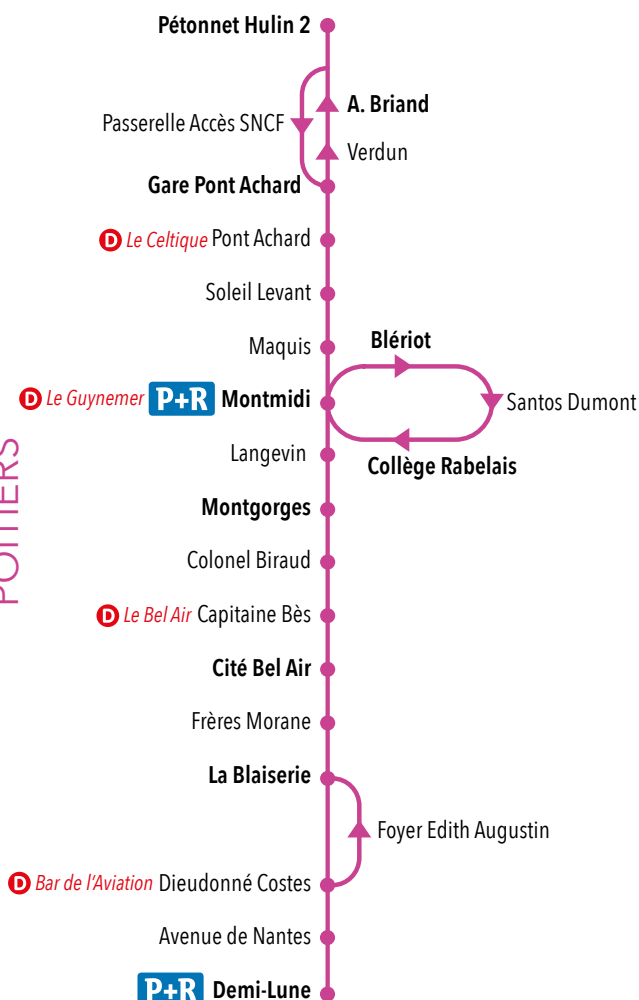 Pétonnet Hulin 2
A. Briand
Passerelle Accès SNCF
Verdun
Gare Pont Achard
D Le Celtique Pont Achard
Soleil Levant
Maquis
Blériot
D Le Guynemer P+R Montmidi
Santos Dumont
Langevin
Collège Rabelais
POITIERS
Montgorges
Colonel Biraud
D Le Bel Air Capitaine Bès
Cité Bel Air
Frères Morane
La Blaiserie
Foyer Edith Augustin
D Bar de l'Aviation Dieudonné Costes
Avenue de Nantes
P+R Demi-Lune